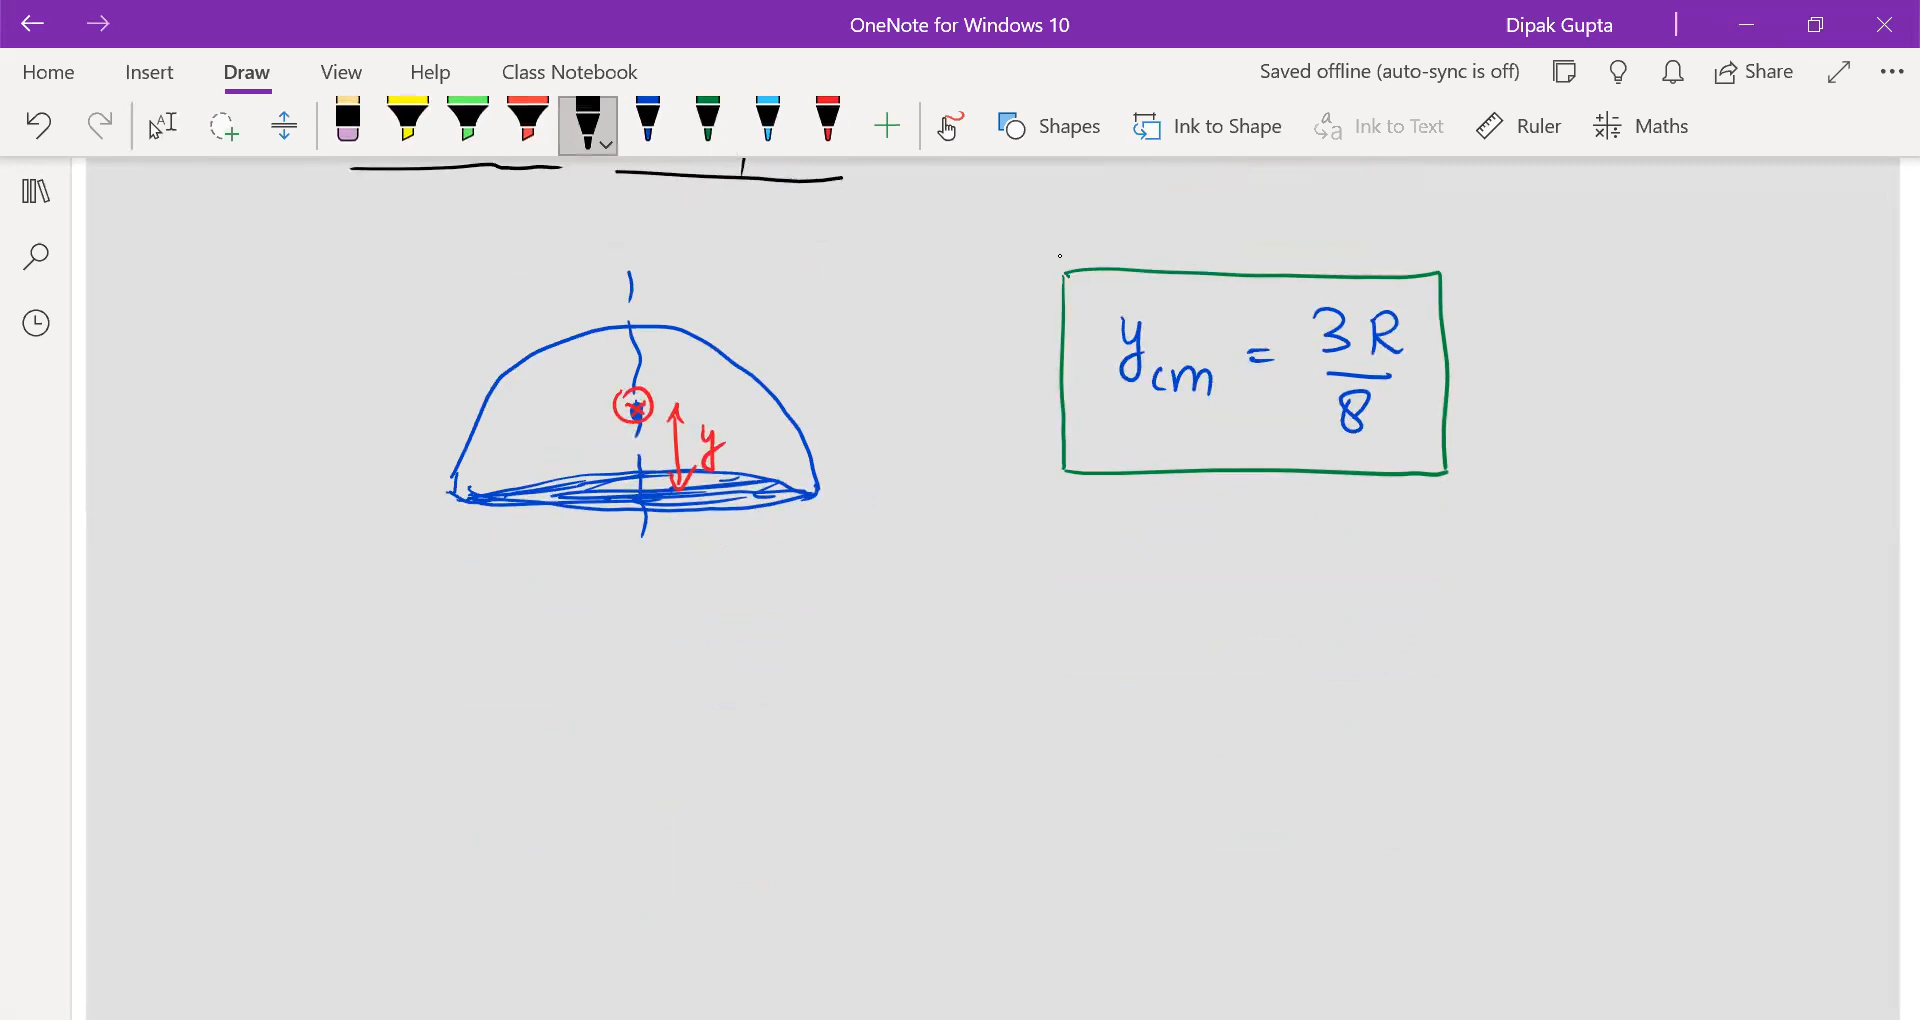 OneNote for Windows 10
Dipak Gupta
Home Insert Draw View Help Class Notebook
Saved offline (auto-sync is off) Share
Shapes Ink to Shape Ink to Text Ruler Maths
y
y_cm = 3R/8